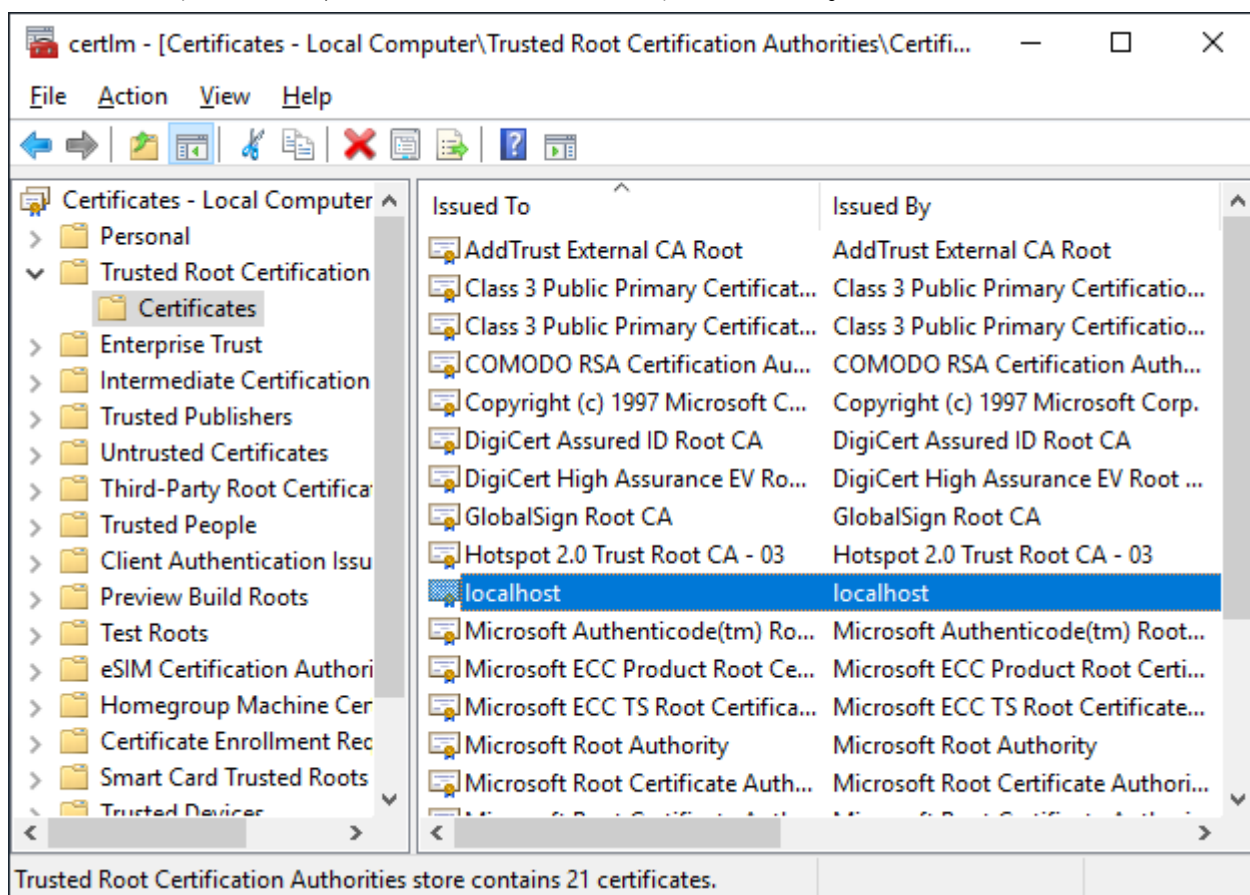 certlm - [Certificates - Local Computer\Trusted Root Certification Authorities\Certifi...
File Action View Help
Certificates - Local Computer
Personal
Trusted Root Certification
Certificates
Enterprise Trust
Intermediate Certification
Trusted Publishers
Untrusted Certificates
Third-Party Root Certifica
Trusted People
Client Authentication Issu
Preview Build Roots
Test Roots
eSIM Certification Authori
Homegroup Machine Cer
Certificate Enrollment Req
Smart Card Trusted Roots
Trusted Devices
Issued To Issued By
AddTrust External CA Root AddTrust External CA Root
Class 3 Public Primary Certificat... Class 3 Public Primary Certificatio...
Class 3 Public Primary Certificat... Class 3 Public Primary Certificatio...
COMODO RSA Certification Au... COMODO RSA Certification Auth...
Copyright (c) 1997 Microsoft C... Copyright (c) 1997 Microsoft Corp.
DigiCert Assured ID Root CA DigiCert Assured ID Root CA
DigiCert High Assurance EV Ro... DigiCert High Assurance EV Root ...
GlobalSign Root CA GlobalSign Root CA
Hotspot 2.0 Trust Root CA - 03 Hotspot 2.0 Trust Root CA - 03
localhost localhost
Microsoft Authenticode(tm) Ro... Microsoft Authenticode(tm) Root...
Microsoft ECC Product Root Ce... Microsoft ECC Product Root Certi...
Microsoft ECC TS Root Certifica... Microsoft ECC TS Root Certificate...
Microsoft Root Authority Microsoft Root Authority
Microsoft Root Certificate Auth... Microsoft Root Certificate Authori...
Trusted Root Certification Authorities store contains 21 certificates.